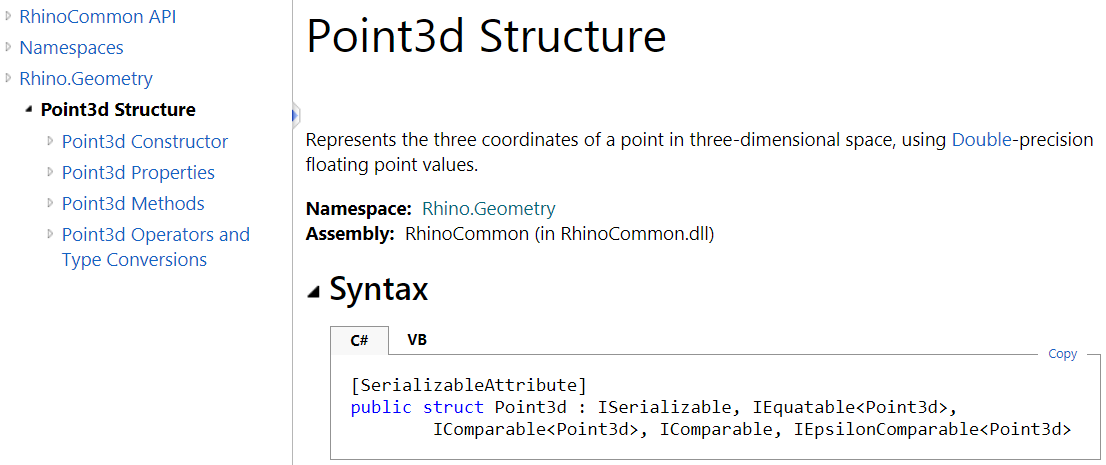 RhinoCommon API
Namespaces
Rhino.Geometry
Point3d Structure
Point3d Constructor
Point3d Properties
Point3d Methods
Point3d Operators and
Type Conversions
Point3d Structure
Represents the three coordinates of a point in three-dimensional space, using Double-precision
floating point values.
Namespace: Rhino.Geometry
Assembly: RhinoCommon (in RhinoCommon.dll)
Syntax
C# VB
Copy
[SerializableAttribute]
public struct Point3d : ISerializable, IEquatable<Point3d>,
IComparable<Point3d>, IComparable, IEpsilonComparable<Point3d>